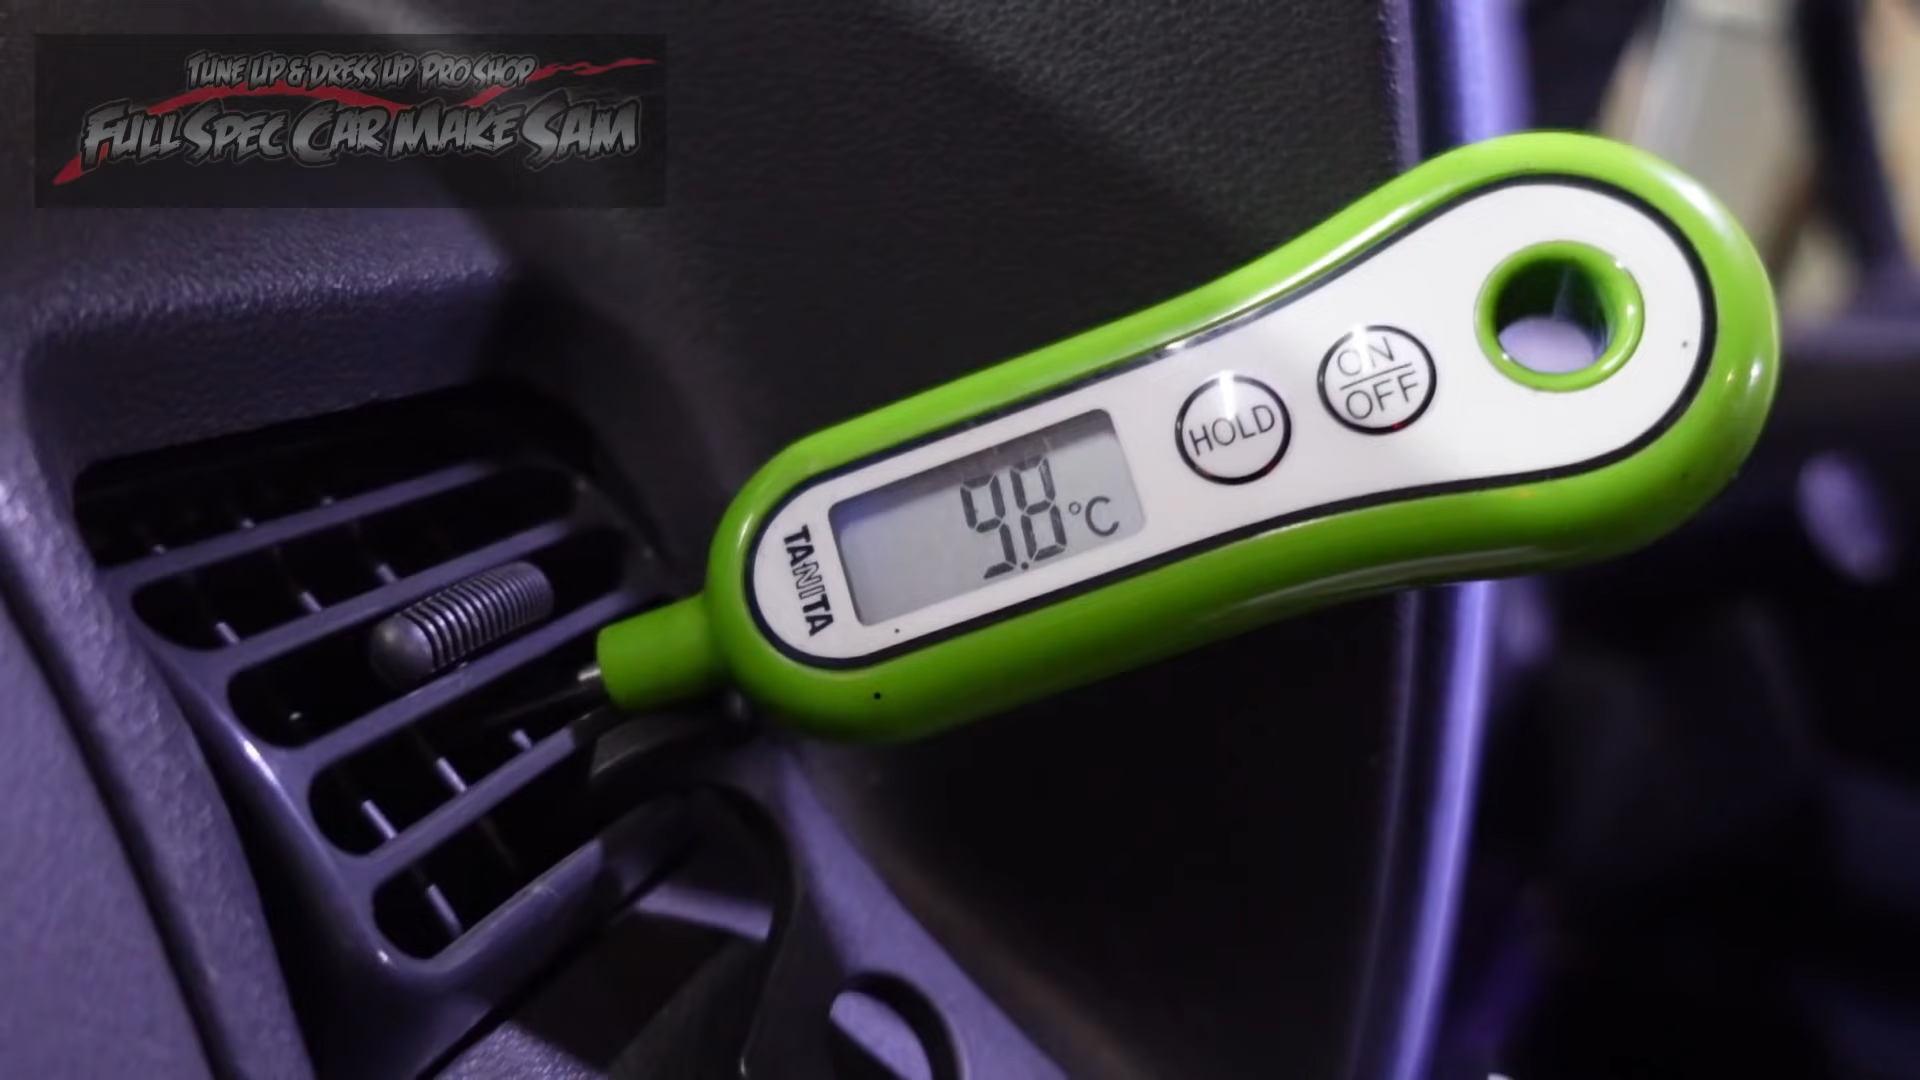 TUNE UP & DRESS UP PRO SHOP
FULL SPEC CAR MAKE SAM
ON
OFF
HOLD
9.8°C
TANITA